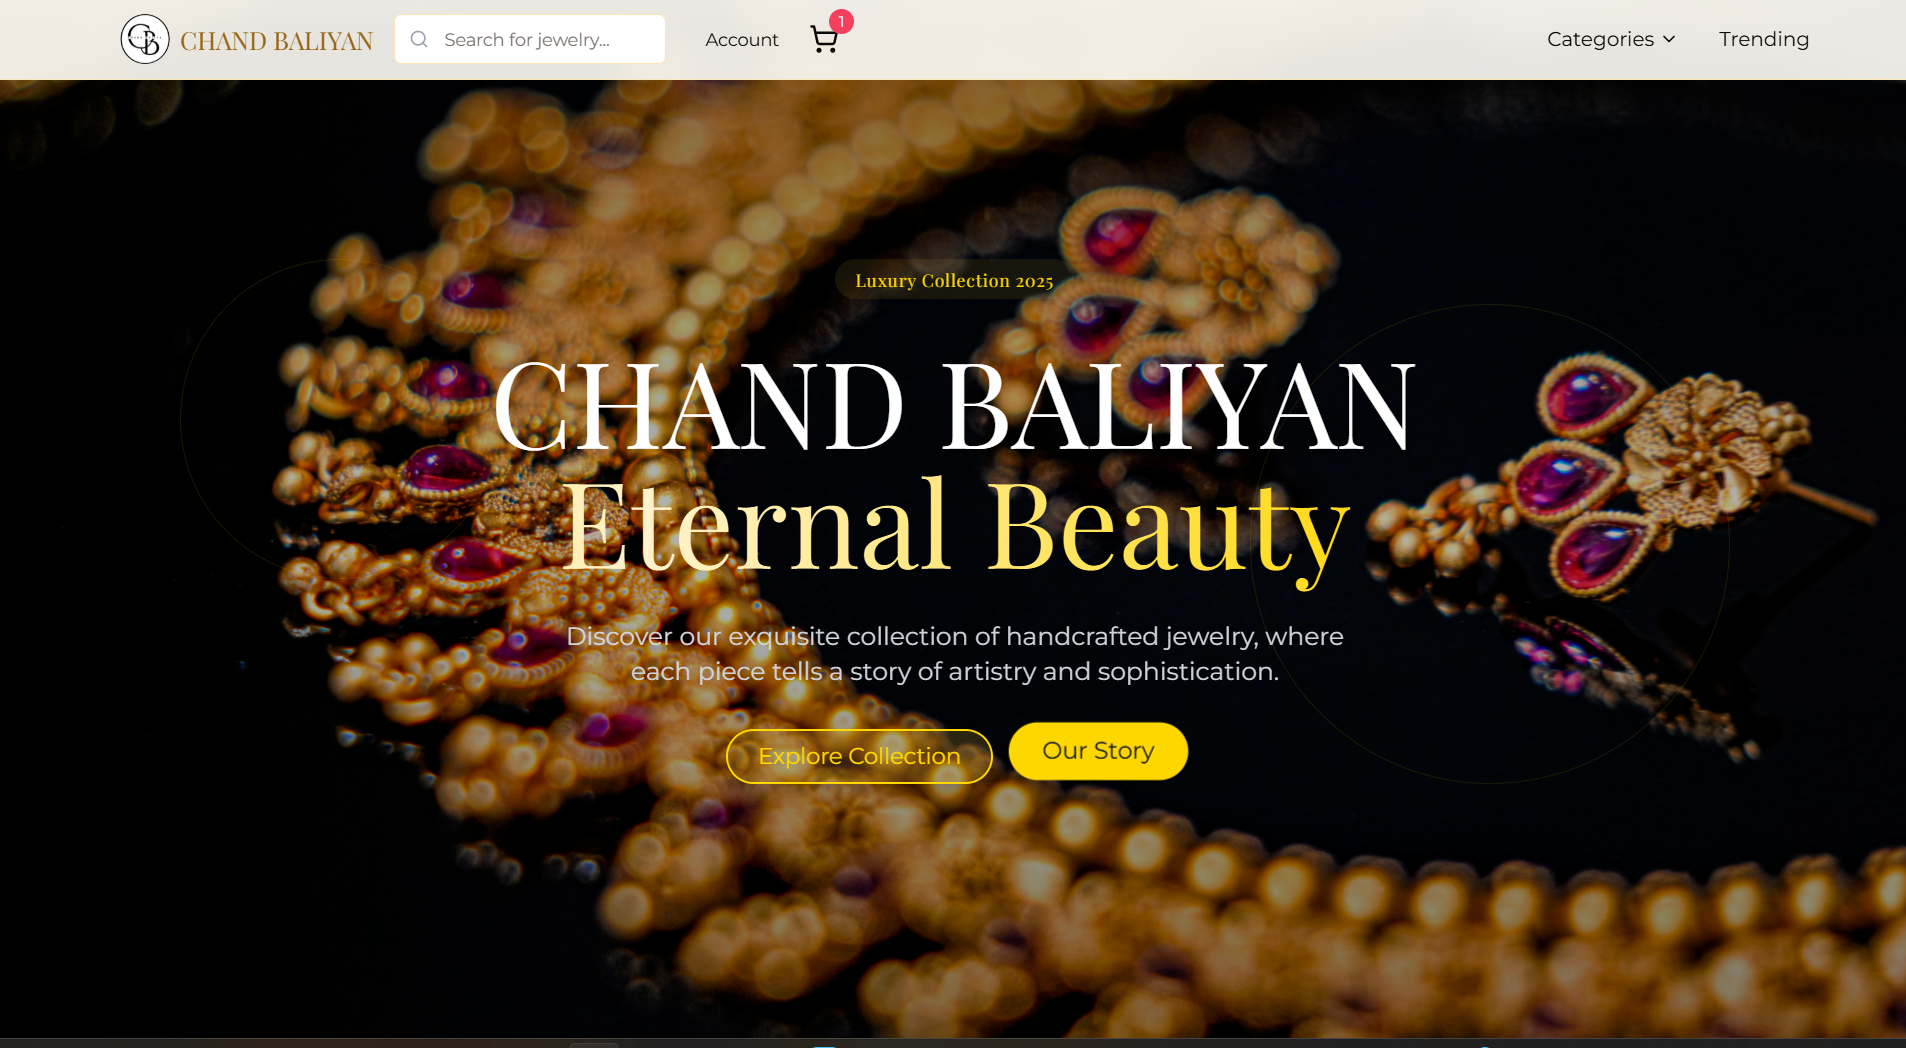 CB
CHAND BALIYAN
Search for jewelry...
Account
1
Categories
Trending
Luxury Collection 2025
CHAND BALIYAN
Eternal Beauty
Discover our exquisite collection of handcrafted jewelry, where
each piece tells a story of artistry and sophistication.
Explore Collection
Our Story